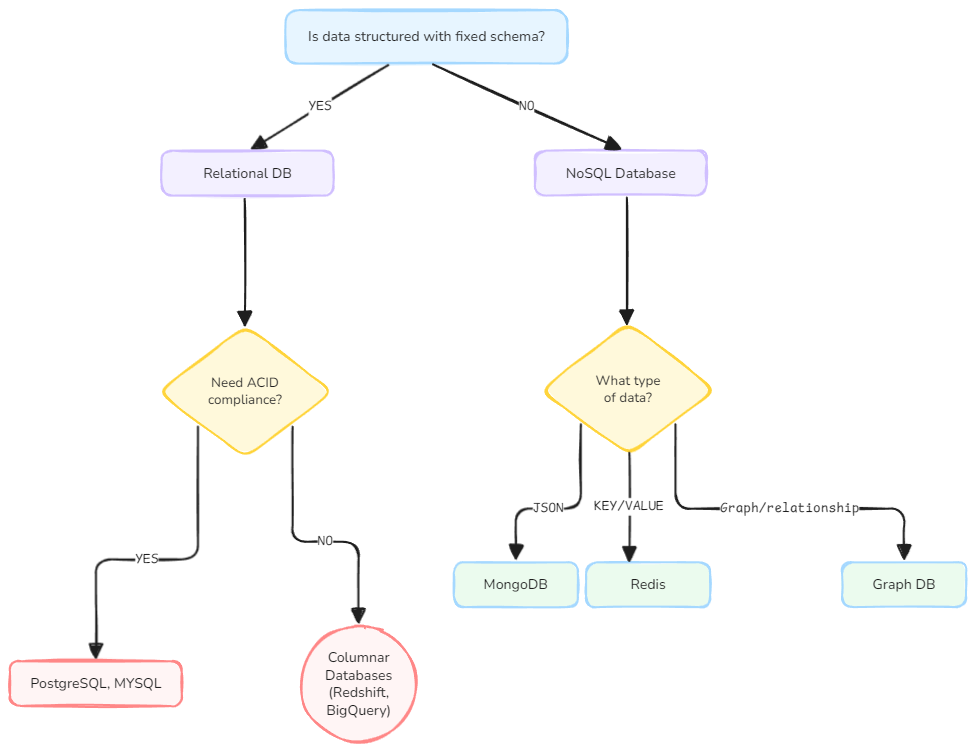 Is data structured with fixed schema?
YES
NO
Relational DB
NoSQL Database
Need ACID
compliance?
What type
of data?
JSON
KEY/VALUE
Graph/relationship
YES
NO
MongoDB
Redis
Graph DB
PostgreSQL, MYSQL
Columnar
Databases
(Redshift,
BigQuery)